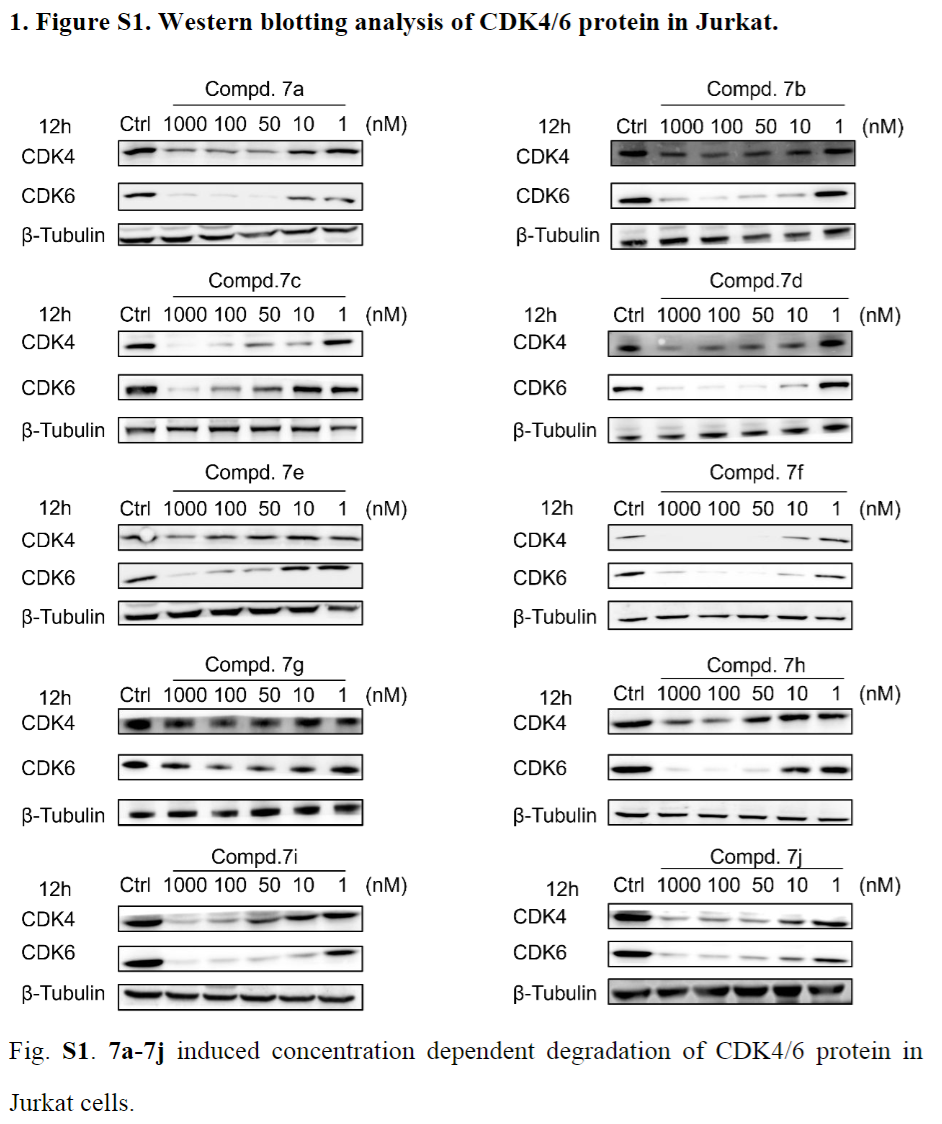 1. Figure S1. Western blotting analysis of CDK4/6 protein in Jurkat.
Compd. 7a
12h Ctrl 1000 100 50 10 1 (nM)
CDK4
CDK6
β-Tubulin
Compd. 7b
12h Ctrl 1000 100 50 10 1 (nM)
CDK4
CDK6
β-Tubulin
Compd.7c
12h Ctrl 1000 100 50 10 1 (nM)
CDK4
CDK6
β-Tubulin
Compd.7d
12h Ctrl 1000 100 50 10 1 (nM)
CDK4
CDK6
β-Tubulin
Compd. 7e
12h Ctrl 1000 100 50 10 1 (nM)
CDK4
CDK6
β-Tubulin
Compd. 7f
12h Ctrl 1000 100 50 10 1 (nM)
CDK4
CDK6
β-Tubulin
Compd. 7g
12h Ctrl 1000 100 50 10 1 (nM)
CDK4
CDK6
β-Tubulin
Compd. 7h
12h Ctrl 1000 100 50 10 1 (nM)
CDK4
CDK6
β-Tubulin
Compd.7i
12h Ctrl 1000 100 50 10 1 (nM)
CDK4
CDK6
β-Tubulin
Compd. 7j
12h Ctrl 1000 100 50 10 1 (nM)
CDK4
CDK6
β-Tubulin
Fig. S1. 7a-7j induced concentration dependent degradation of CDK4/6 protein in
Jurkat cells.